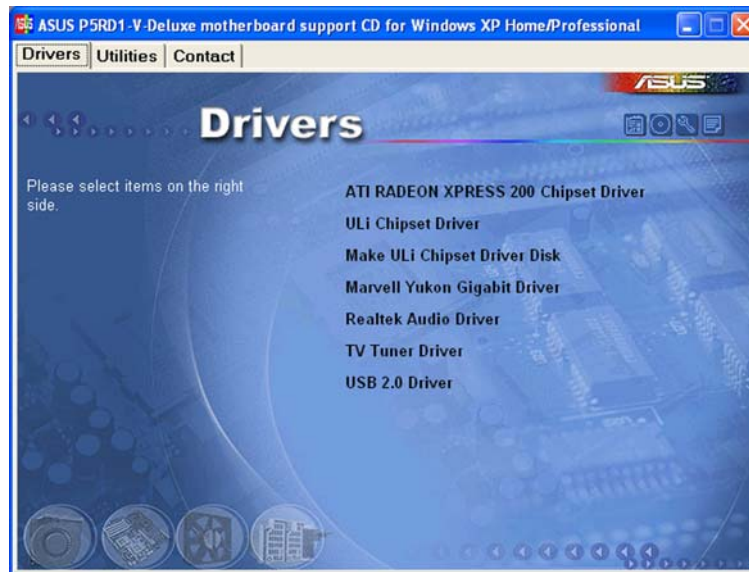 ASUS P5RD1-V-Deluxe motherboard support CD for Windows XP Home/Professional
Drivers Utilities Contact
ASUS
Drivers
Please select items on the right
side.
ATI RADEON XPRESS 200 Chipset Driver
ULi Chipset Driver
Make ULi Chipset Driver Disk
Marvell Yukon Gigabit Driver
Realtek Audio Driver
TV Tuner Driver
USB 2.0 Driver